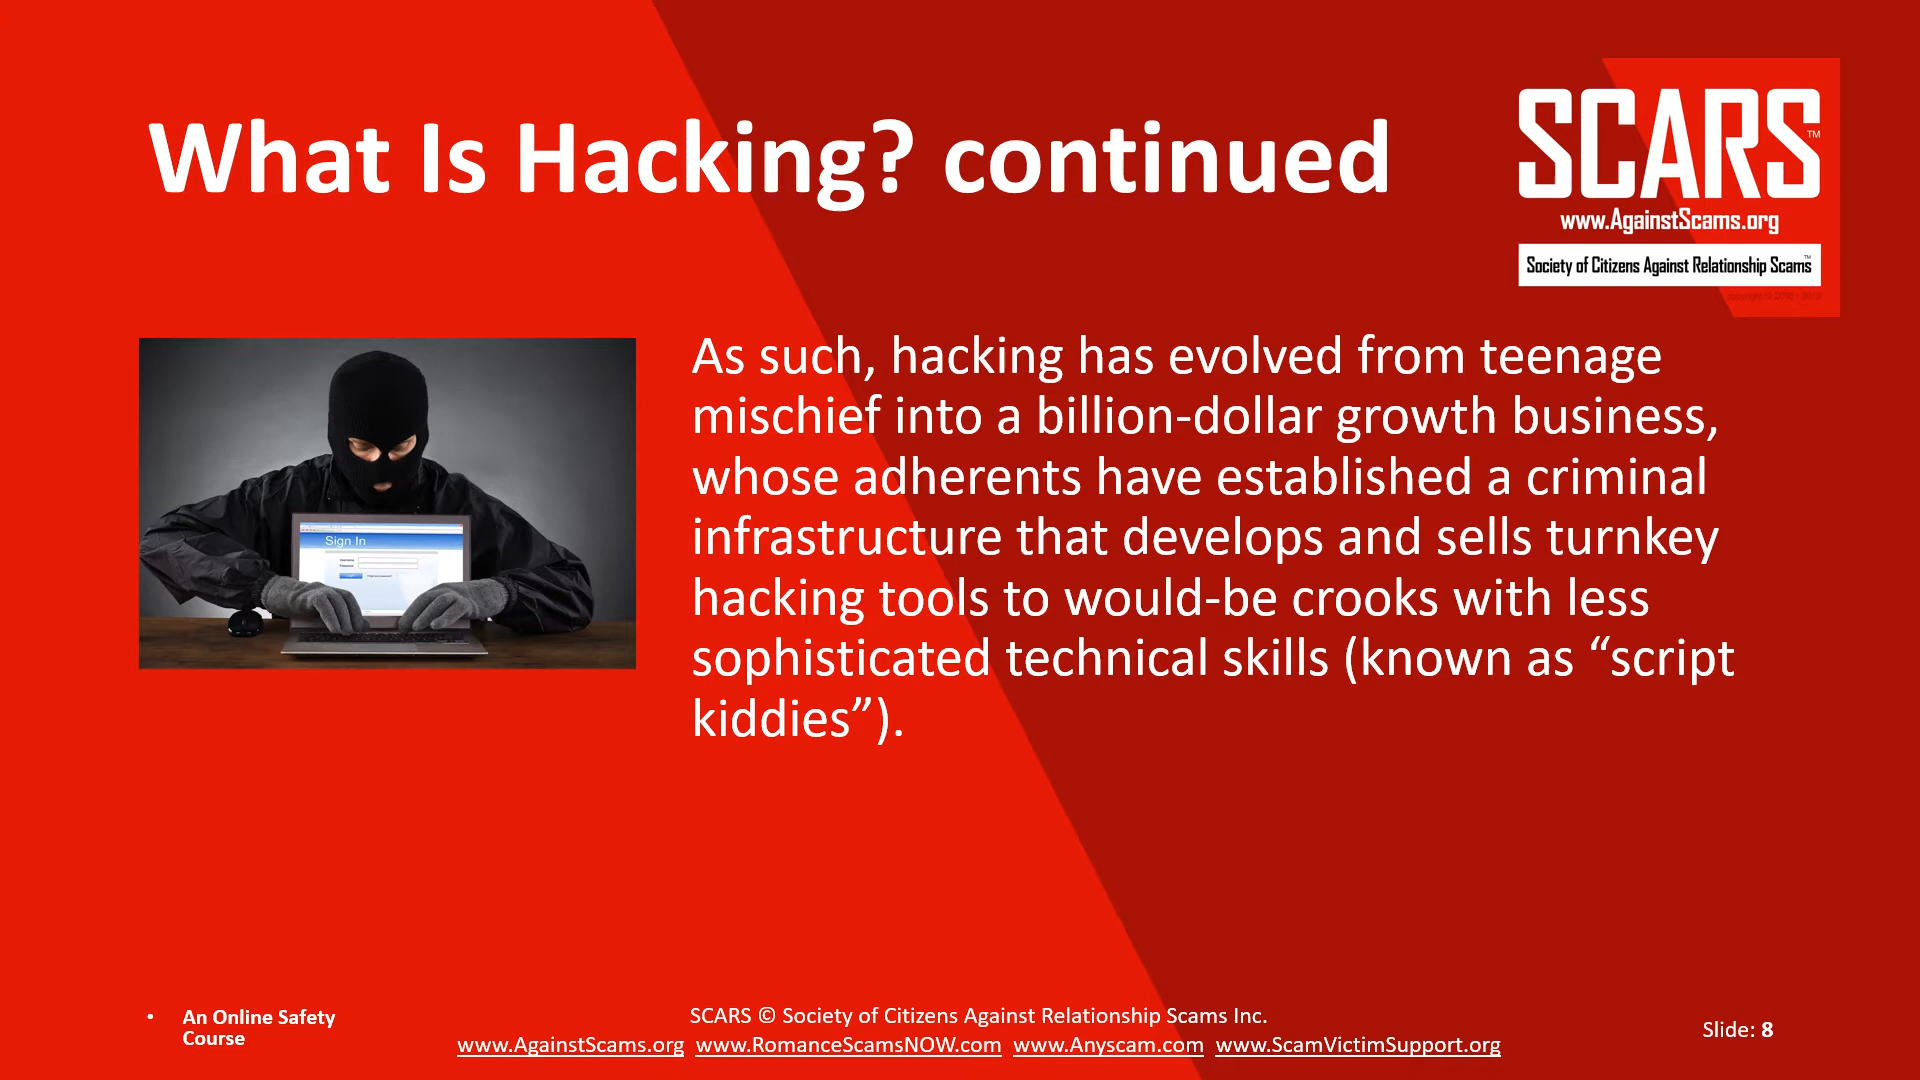 What Is Hacking? continued
SCARS
™
www.AgainstScams.org
Society of Citizens Against Relationship Scams™
Sign In
As such, hacking has evolved from teenage
mischief into a billion-dollar growth business,
whose adherents have established a criminal
infrastructure that develops and sells turnkey
hacking tools to would-be crooks with less
sophisticated technical skills (known as “script
kiddies”).
• An Online Safety
Course
SCARS © Society of Citizens Against Relationship Scams Inc.
www.AgainstScams.org www.RomanceScamsNOW.com www.Anyscam.com www.ScamVictimSupport.org
Slide: 8